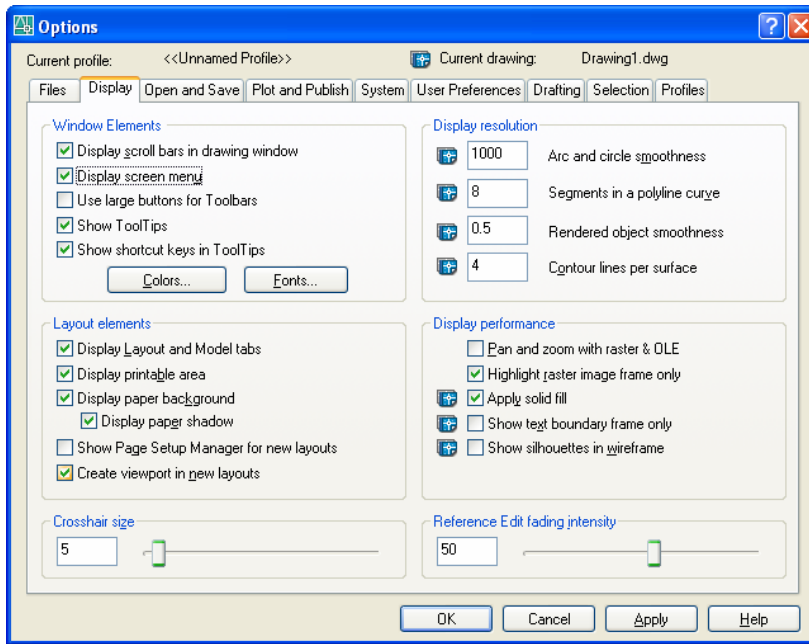 Options
Current profile: <<Unnamed Profile>> Current drawing: Drawing1.dwg
Files Display Open and Save Plot and Publish System User Preferences Drafting Selection Profiles
Window Elements
Display scroll bars in drawing window
Display screen menu
Use large buttons for Toolbars
Show ToolTips
Show shortcut keys in ToolTips
Colors... Fonts...
Display resolution
1000 Arc and circle smoothness
8 Segments in a polyline curve
0.5 Rendered object smoothness
4 Contour lines per surface
Layout elements
Display Layout and Model tabs
Display printable area
Display paper background
Display paper shadow
Show Page Setup Manager for new layouts
Create viewport in new layouts
Display performance
Pan and zoom with raster & OLE
Highlight raster image frame only
Apply solid fill
Show text boundary frame only
Show silhouettes in wireframe
Crosshair size
5
Reference Edit fading intensity
50
OK Cancel Apply Help